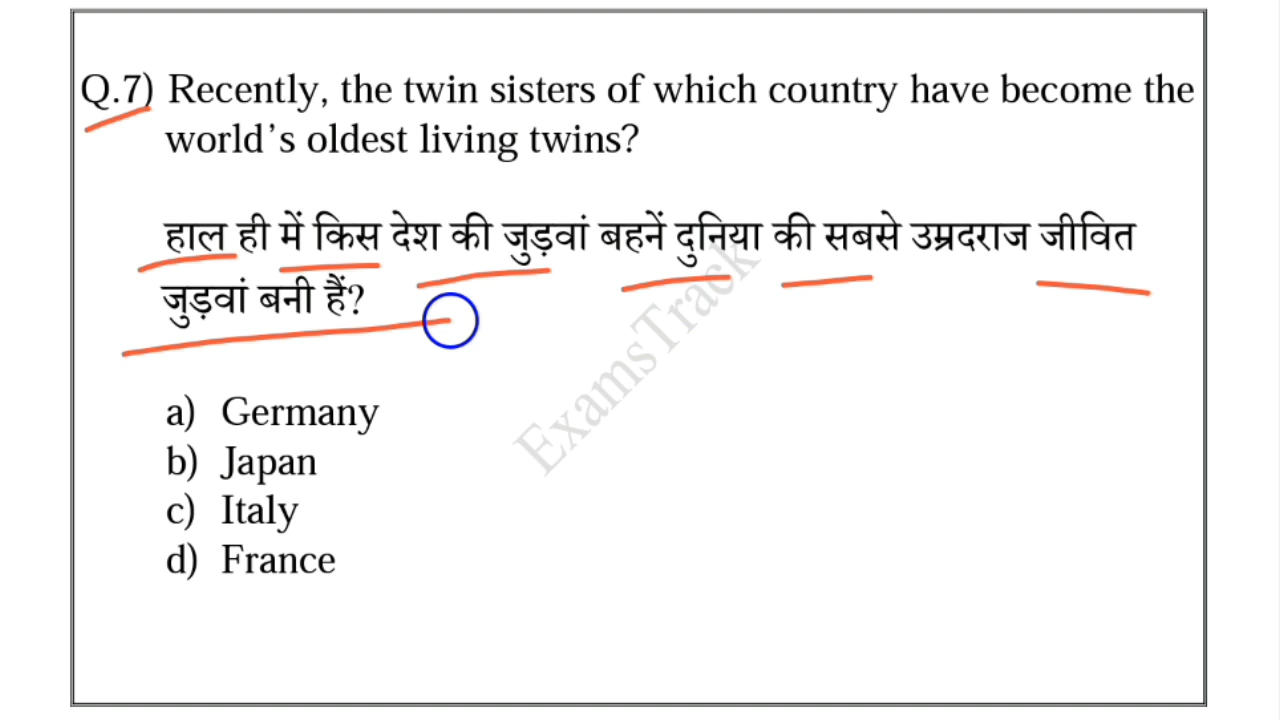 Q.7) Recently, the twin sisters of which country have become the
world’s oldest living twins?
हाल ही में किस देश की जुड़वां बहनें दुनिया की सबसे उम्रदराज जीवित
जुड़वां बनी हैं?
a) Germany
b) Japan
c) Italy
d) France
ExamsTrack